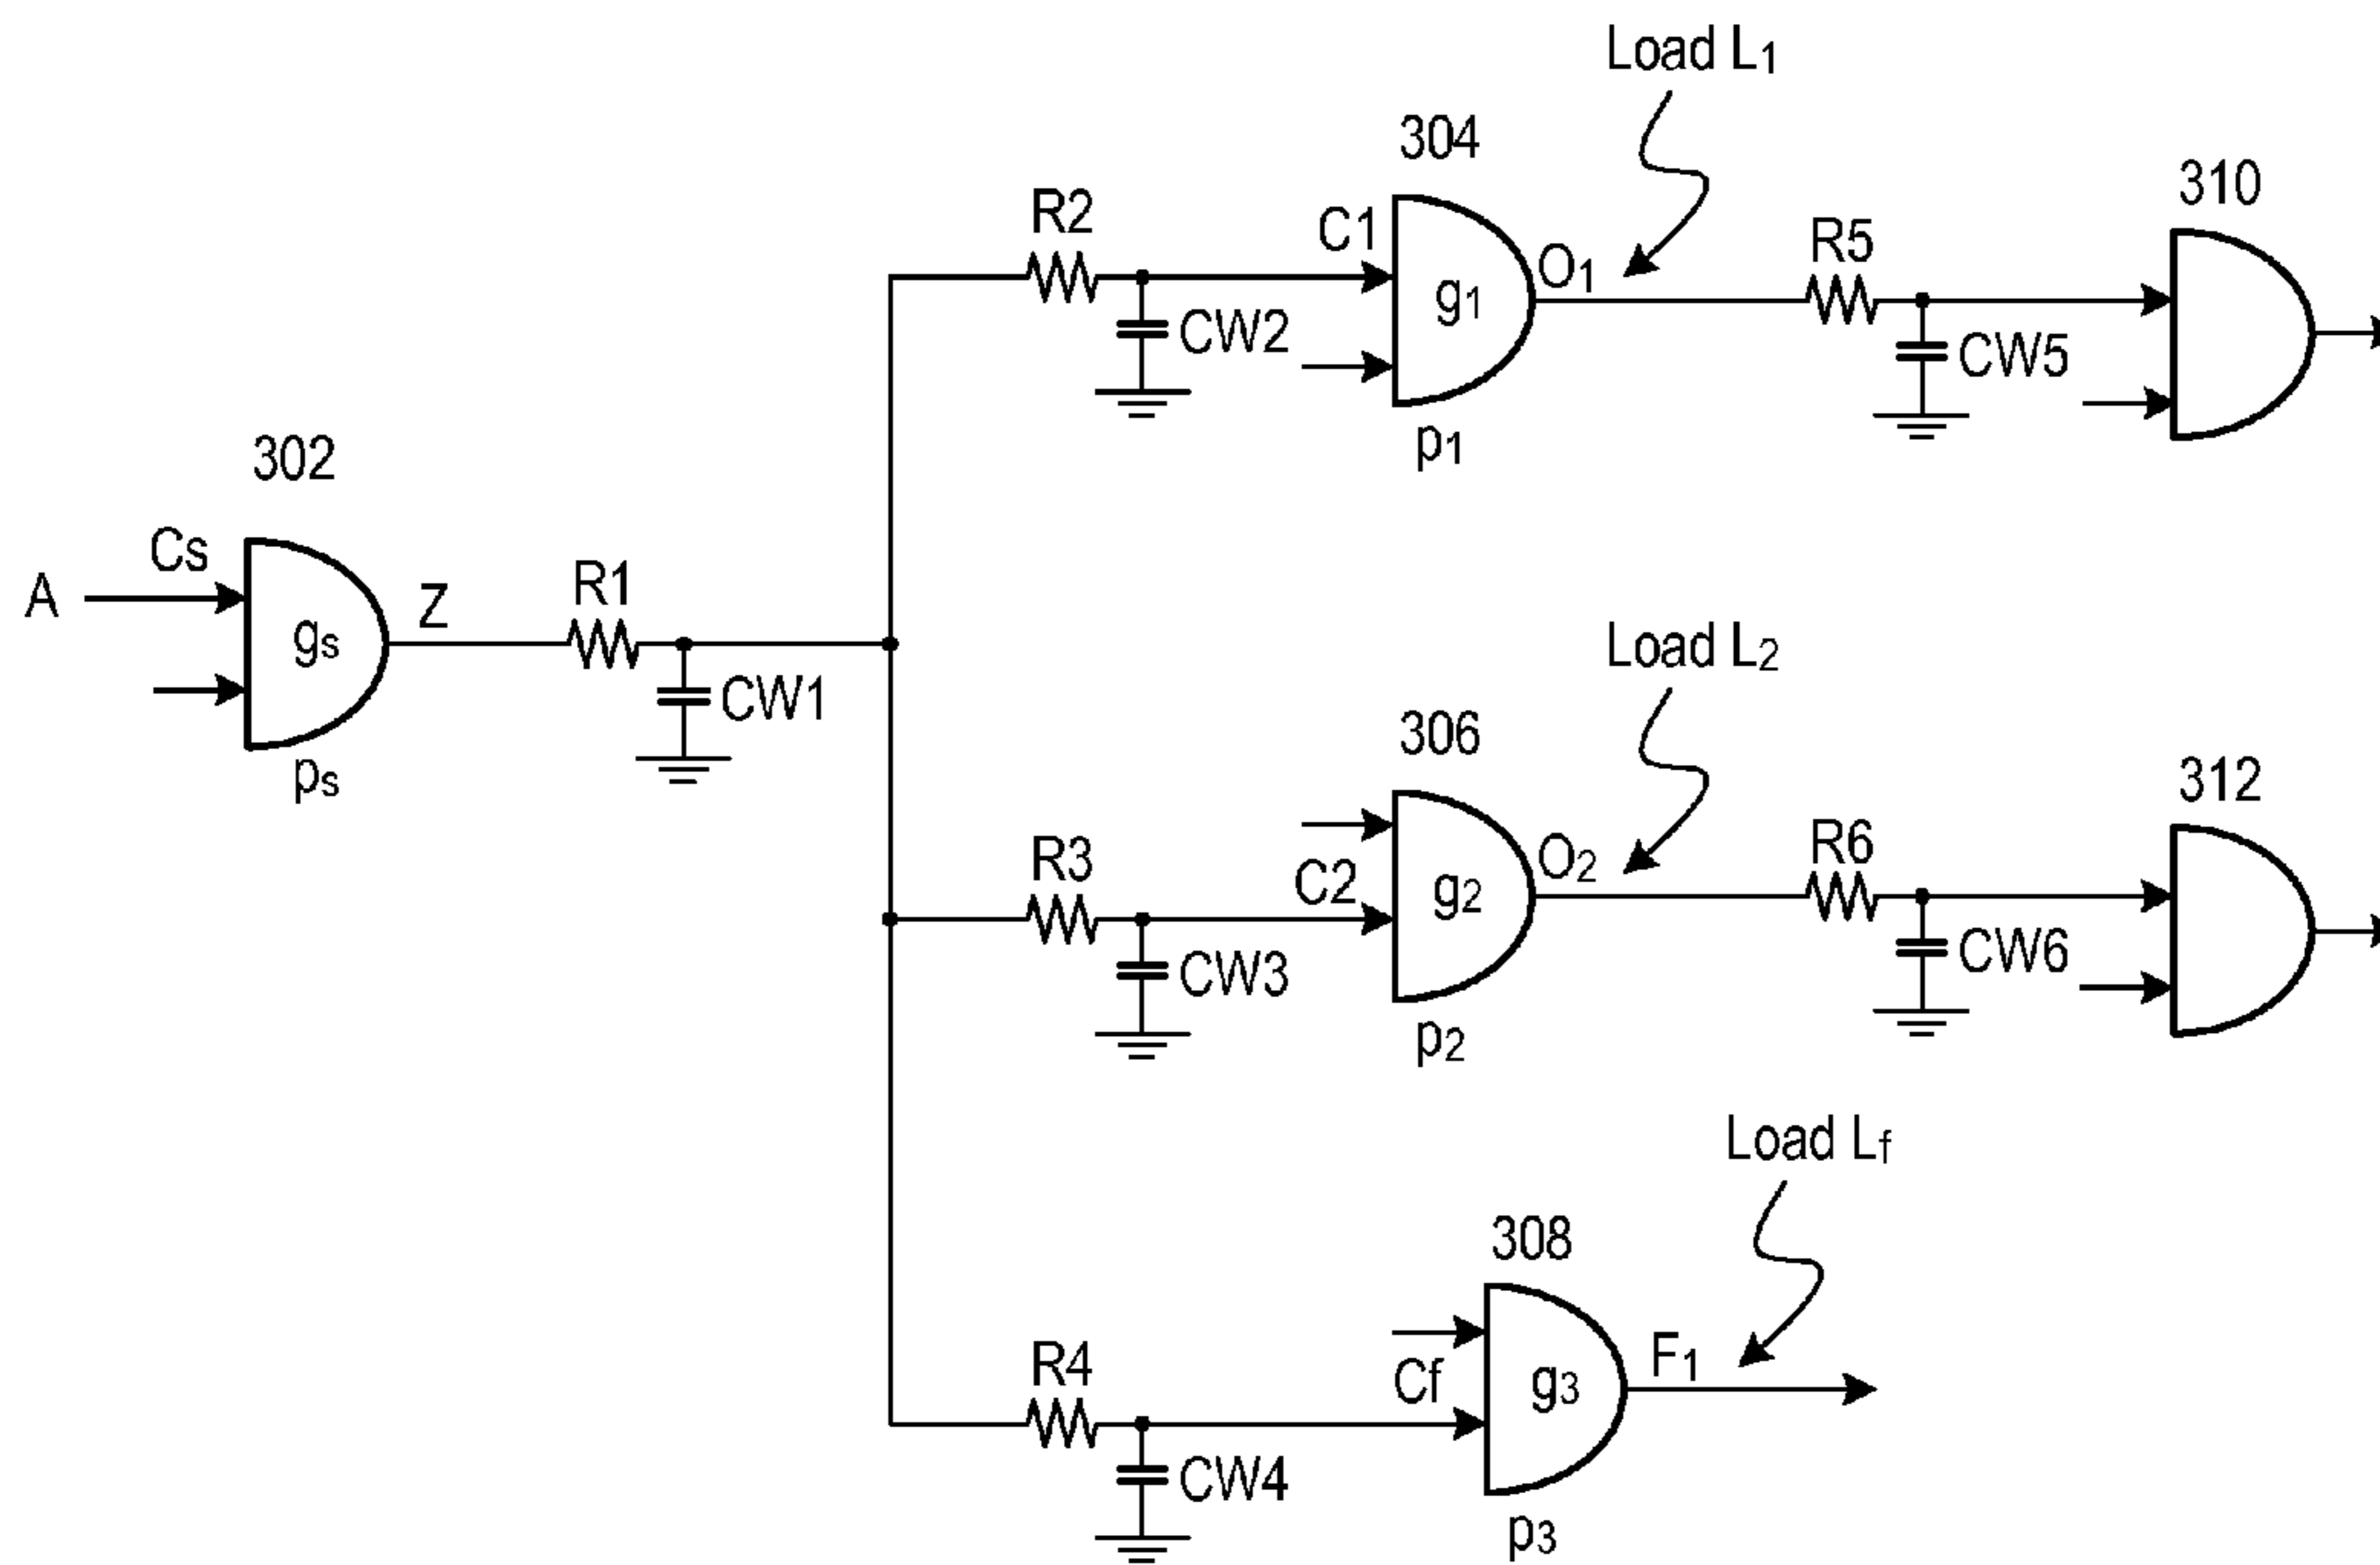 Load L1
304
310
R2
C1
O1
R5
g1
CW2
CW5
p1
302
Cs
A
R1
Z
gs
CW1
ps
Load L2
306
312
R3
C2
O2
R6
g2
CW3
CW6
p2
Load Lf
308
R4
Cf
F1
g3
CW4
p3